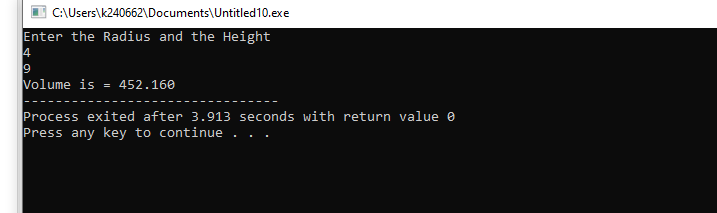 C:\Users\k240662\Documents\Untitled10.exe
Enter the Radius and the Height
4
9
Volume is = 452.160
--------------------------------
Process exited after 3.913 seconds with return value 0
Press any key to continue . . .